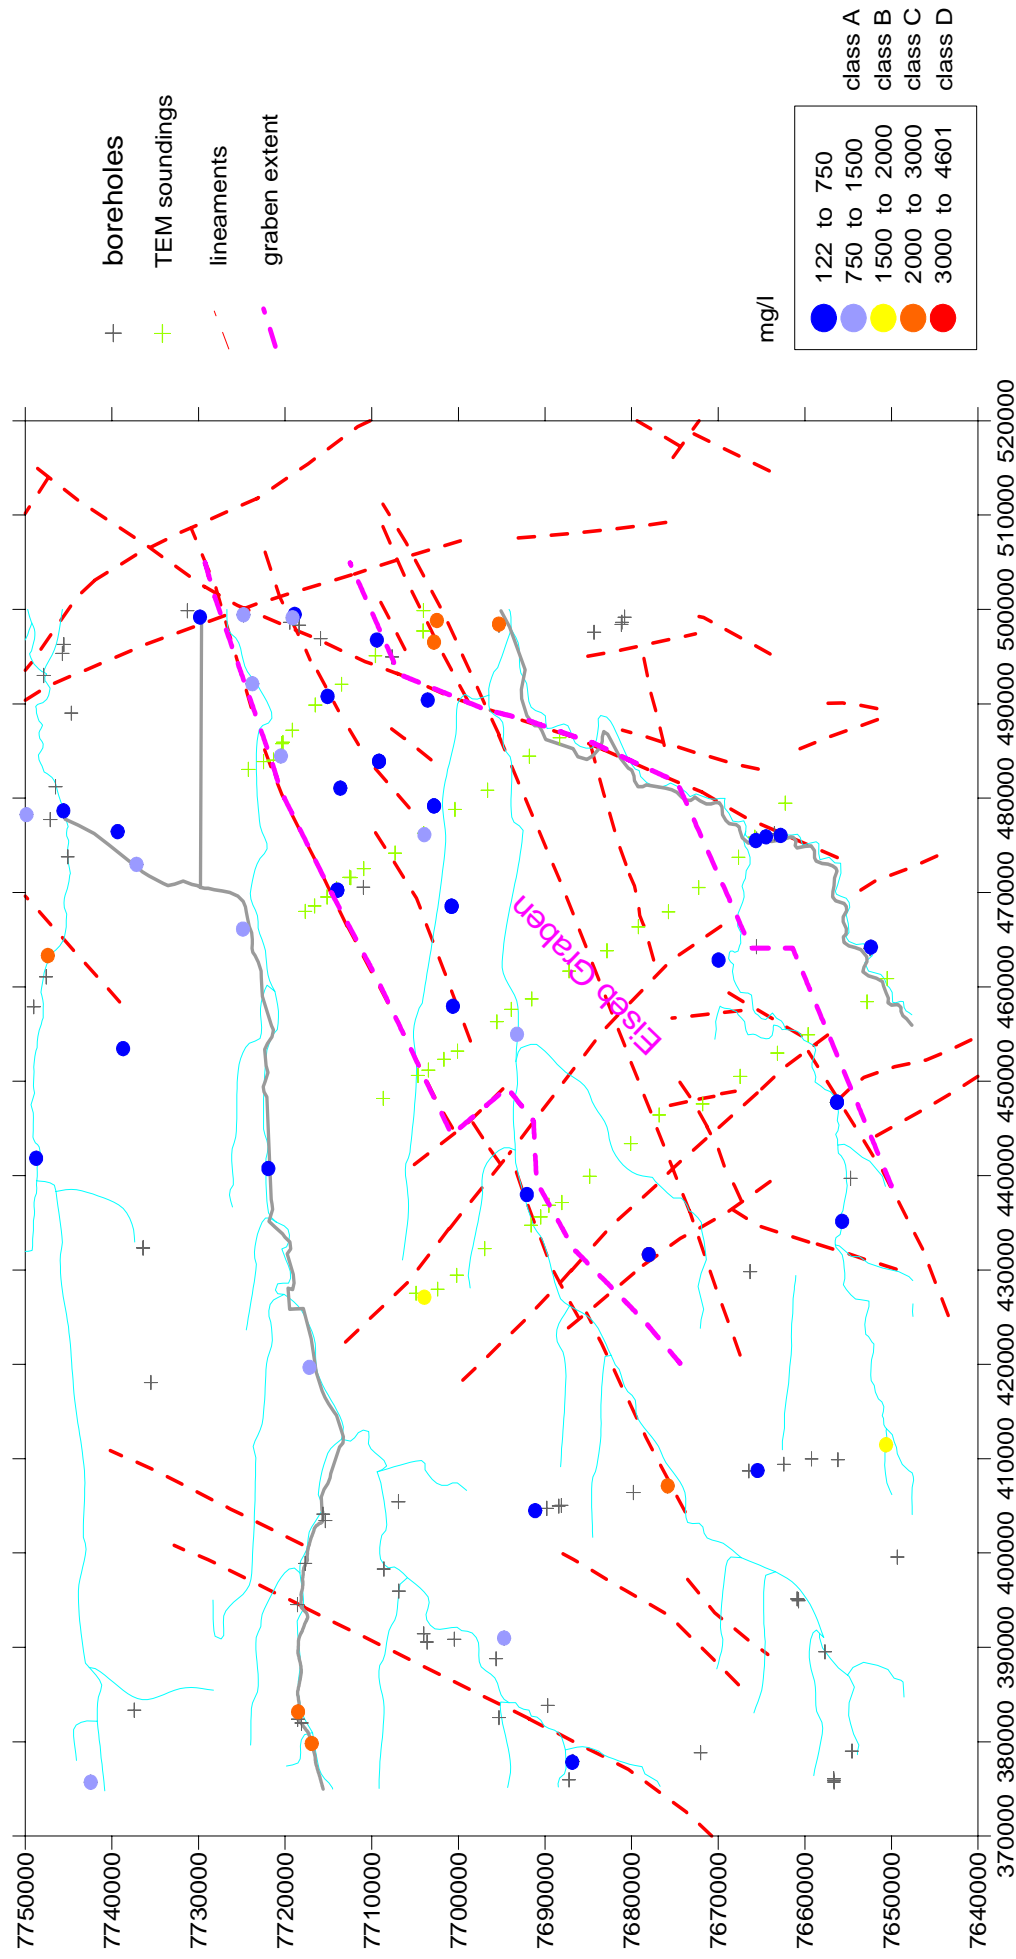 boreholes
TEM soundings
lineaments
graben extent
mg/l
122 to 750
750 to 1500 class A
1500 to 2000 class B
2000 to 3000 class C
3000 to 4601 class D
Eiseb Graben
7750000
7740000
7730000
7720000
7710000
7700000
7690000
7680000
7670000
7660000
7650000
7640000
370000
380000
390000
400000
410000
420000
430000
440000
450000
460000
470000
480000
490000
500000
510000
520000